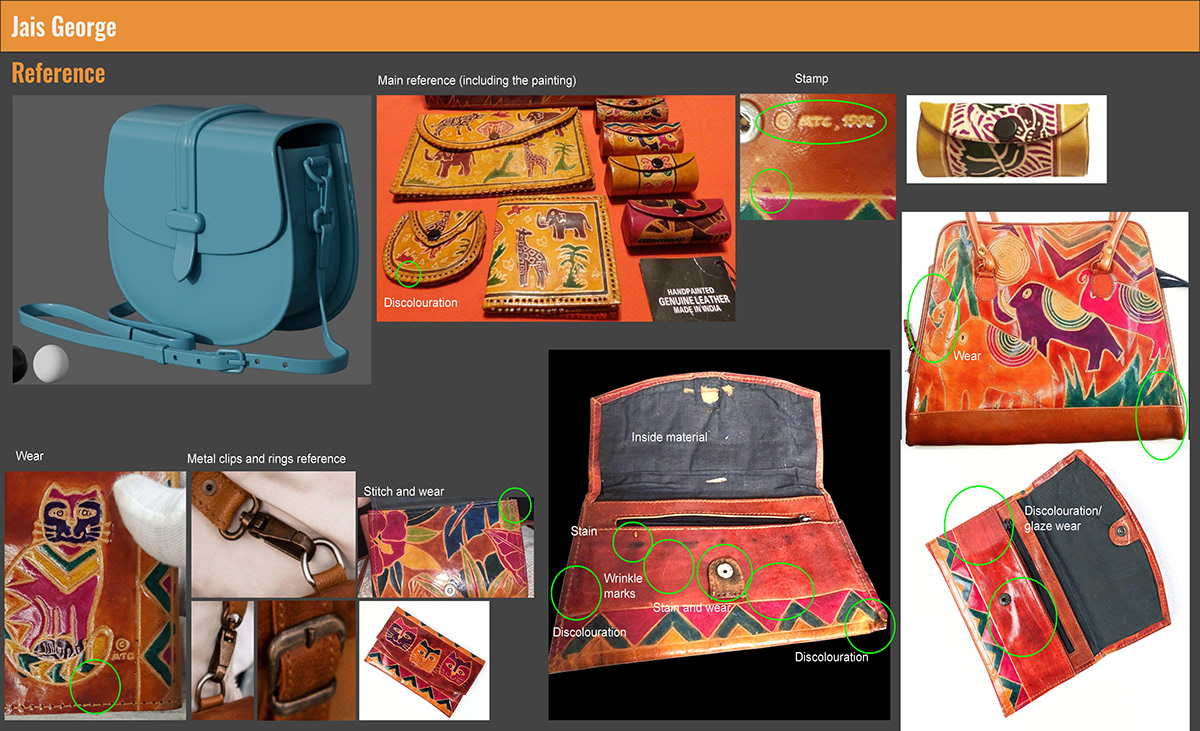 Jais George
Reference
Main reference (including the painting)
Stamp
© MTC, 1994
Discolouration
HANDPAINTED
GENUINE LEATHER
MADE IN INDIA
Wear
Wear
Metal clips and rings reference
Stitch and wear
© MTG
Inside material
Stain
Wrinkle
marks
Stain and wear
Discolouration
Discolouration
Discolouration/
glaze wear